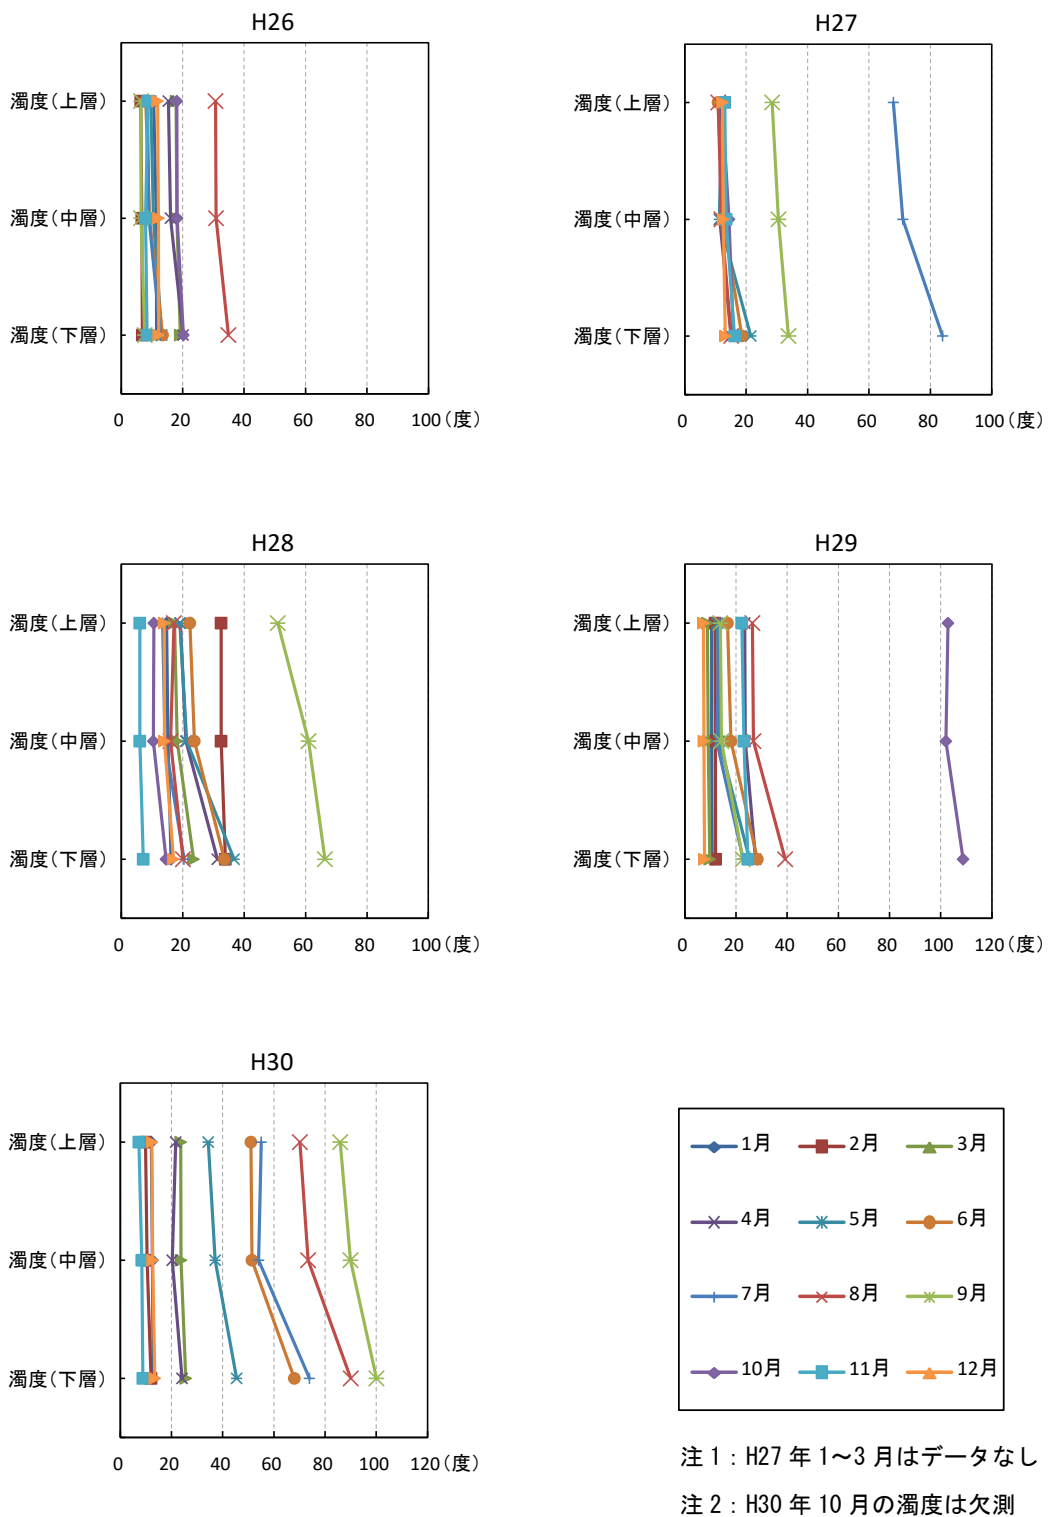 H26
濁度(上層)
濁度(中層)
濁度(下層)
0 20 40 60 80 100(度)
H27
濁度(上層)
濁度(中層)
濁度(下層)
0 20 40 60 80 100(度)
H28
濁度(上層)
濁度(中層)
濁度(下層)
0 20 40 60 80 100(度)
H29
濁度(上層)
濁度(中層)
濁度(下層)
0 20 40 60 80 100 120(度)
H30
濁度(上層)
濁度(中層)
濁度(下層)
0 20 40 60 80 100 120(度)
1月 2月 3月
4月 5月 6月
7月 8月 9月
10月 11月 12月
注1：H27年1～3月はデータなし
注2：H30年10月の濁度は欠測